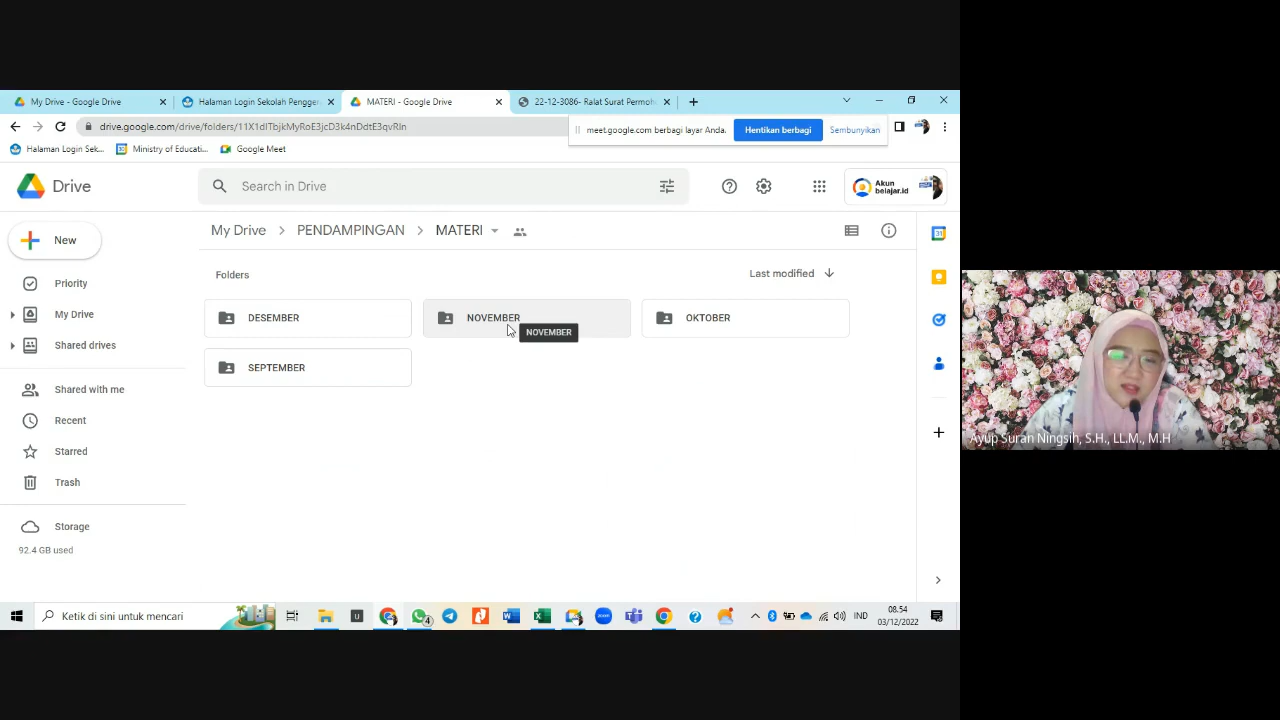 My Drive - Google Drive
Halaman Login Sekolah Pengger
MATERI - Google Drive
22-12-3086- Ralat Surat Permoh
drive.google.com/drive/folders/11X1dITbjkMyRoE3jcD3k4nDdtE3qvRln
meet.google.com berbagi layar Anda.
Hentikan berbagi
Sembunyikan
Halaman Login Sek...
Ministry of Educati...
Google Meet
Drive
Search in Drive
Akun
belajar.id
New
My Drive
PENDAMPINGAN
MATERI
Priority
Folders
Last modified
My Drive
DESEMBER
NOVEMBER
OKTOBER
NOVEMBER
Shared drives
SEPTEMBER
Shared with me
Recent
Starred
Trash
Ayup Suran Ningsih, S.H., LL.M., M.H
Storage
92.4 GB used
Ketik di sini untuk mencari
4
IND
08.54
03/12/2022